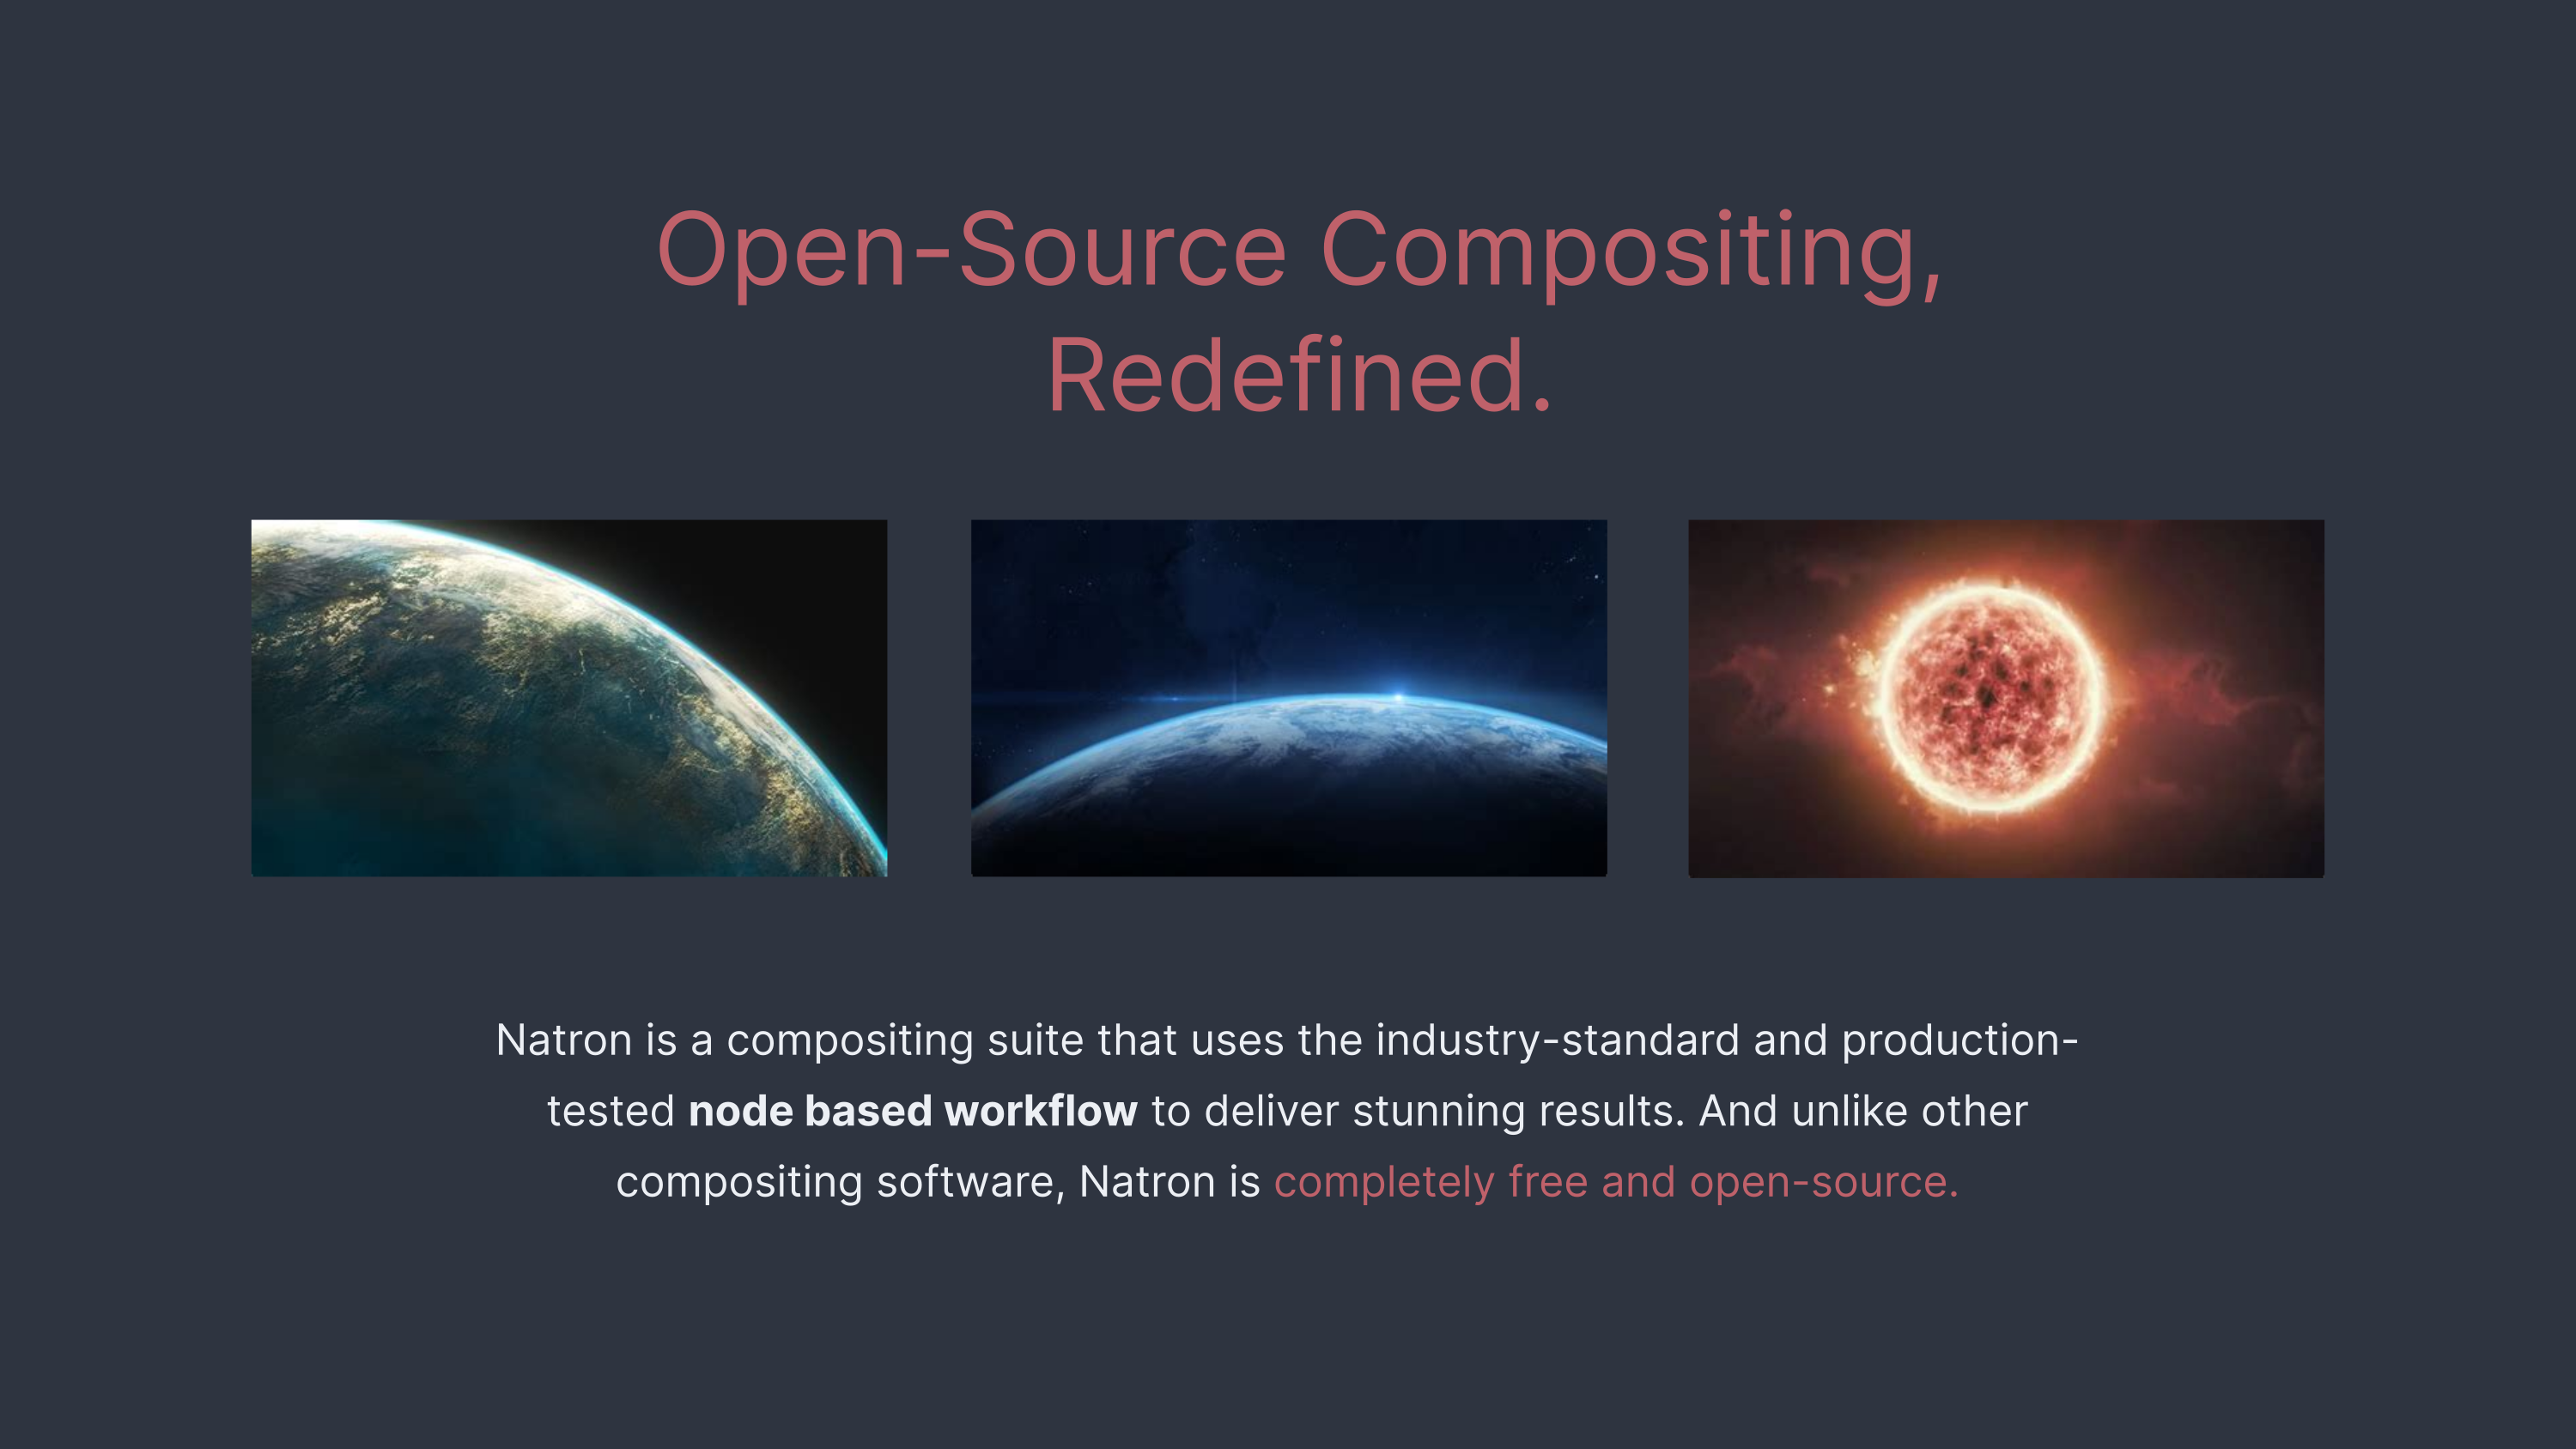 Open-Source Compositing,
Redefined.
Natron is a compositing suite that uses the industry-standard and production-
tested node based workflow to deliver stunning results. And unlike other
compositing software, Natron is completely free and open-source.